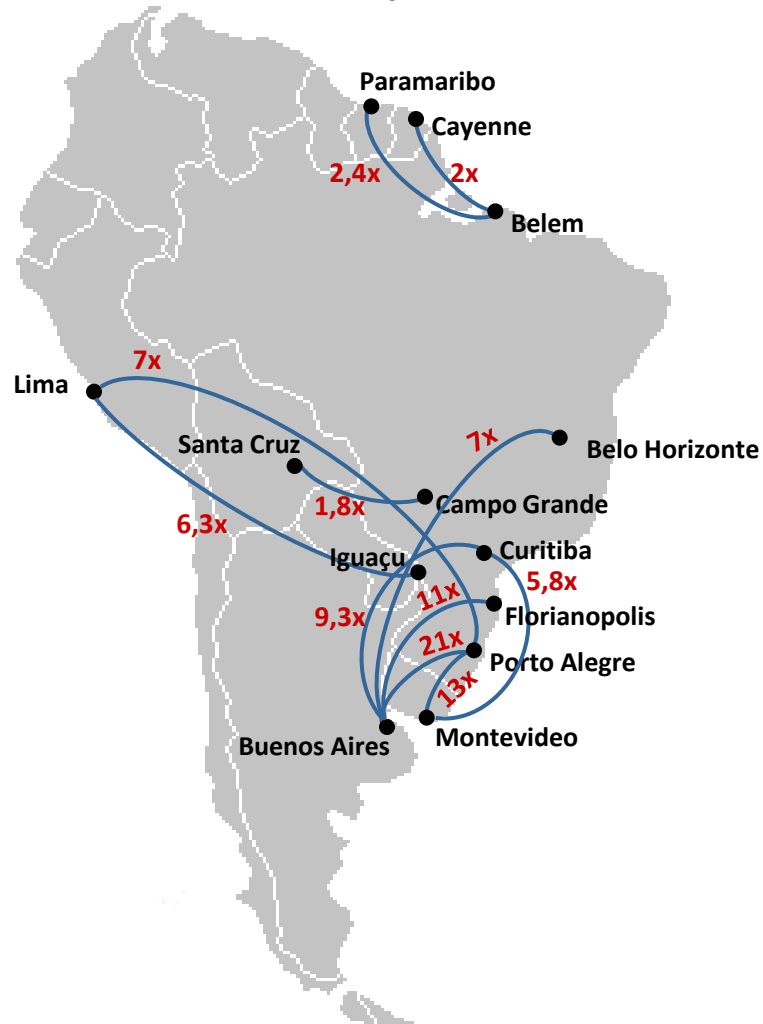 Paramaribo
Cayenne
2,4x
2x
Belem
7x
Lima
Santa Cruz
7x
Belo Horizonte
1,8x
Campo Grande
6,3x
Iguaçu
Curitiba
5,8x
11x
9,3x
Florianopolis
21x
Porto Alegre
13x
Buenos Aires
Montevideo